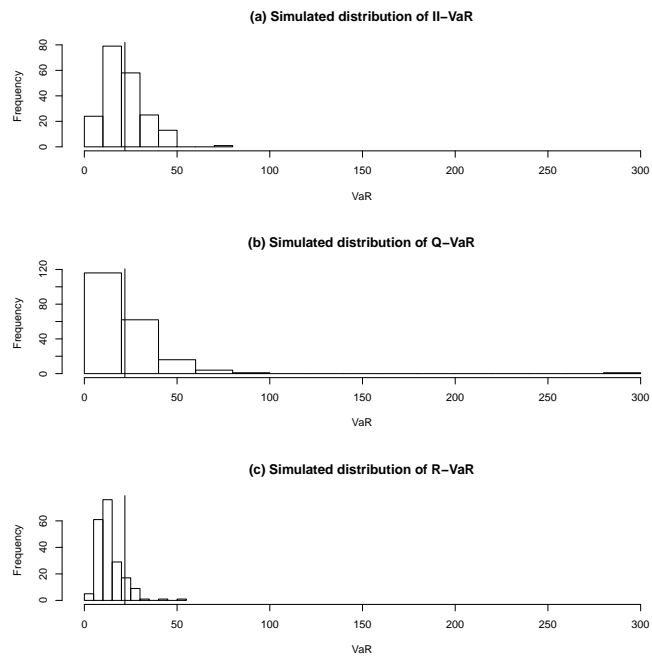 (a) Simulated distribution of II−VaR
Frequency
0 20 40 60 80
0 50 100 150 200 250 300
VaR
(b) Simulated distribution of Q−VaR
Frequency
0 40 80 120
0 50 100 150 200 250 300
VaR
(c) Simulated distribution of R−VaR
Frequency
0 20 40 60
0 50 100 150 200 250 300
VaR